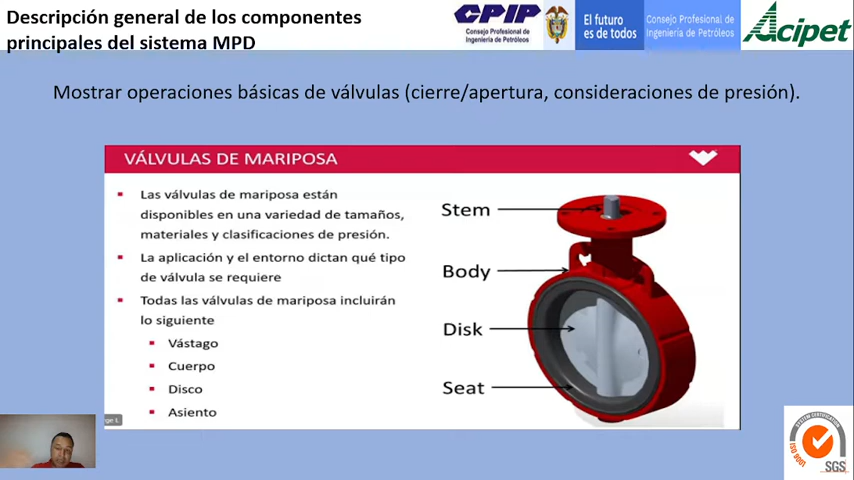 Descripción general de los componentes
principales del sistema MPD
CPIP
Consejo Profesional de
Ingeniería de Petróleos
El futuro
es de todos
Consejo Profesional de
Ingeniería de Petróleos
Acipet
Mostrar operaciones básicas de válvulas (cierre/apertura, consideraciones de presión).
VÁLVULAS DE MARIPOSA
Las válvulas de mariposa están
disponibles en una variedad de tamaños,
materiales y clasificaciones de presión.
La aplicación y el entorno dictan qué tipo
de válvula se requiere
Todas las válvulas de mariposa incluirán
lo siguiente
Vástago
Cuerpo
Disco
Asiento
Stem
Body
Disk
Seat
SYSTEM CERTIFICATION
ISO 9001
SGS